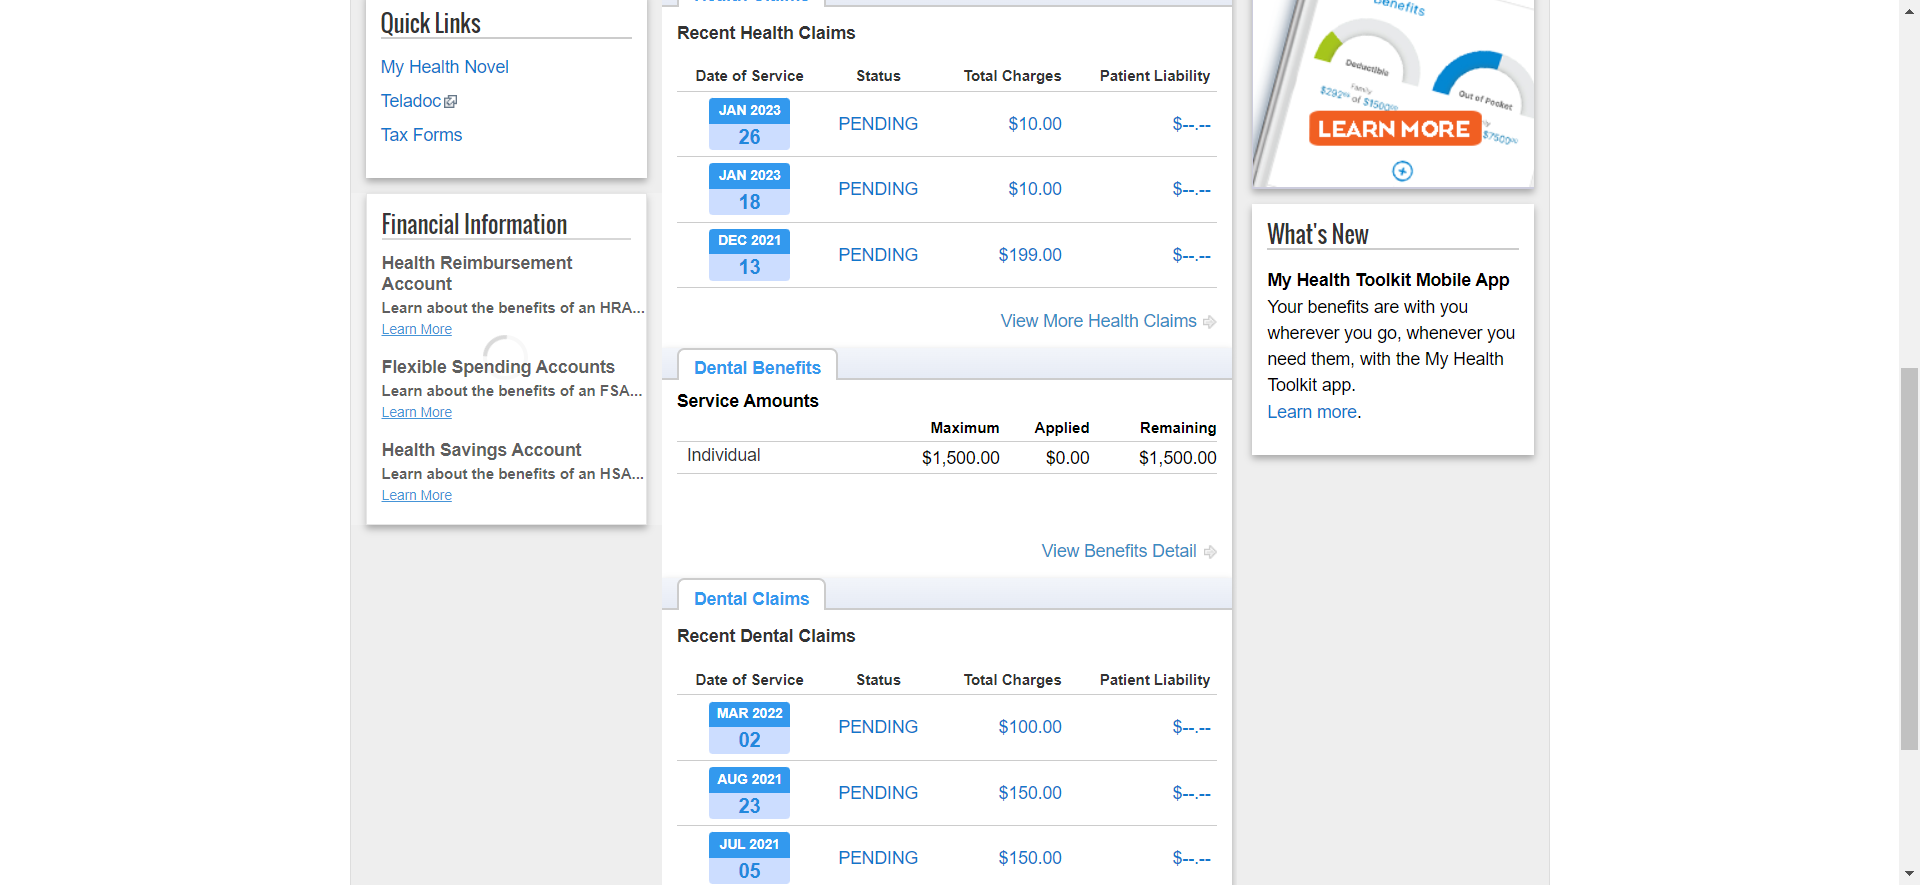 Quick Links
My Health Novel
Teladoc
Tax Forms
Financial Information
Health Reimbursement
Account
Learn about the benefits of an HRA...
Learn More
Flexible Spending Accounts
Learn about the benefits of an FSA...
Learn More
Health Savings Account
Learn about the benefits of an HSA...
Learn More
Health Claims
Recent Health Claims
Date of Service Status Total Charges Patient Liability
JAN 2023
26 PENDING $10.00 $--.--
JAN 2023
18 PENDING $10.00 $--.--
DEC 2021
13 PENDING $199.00 $--.--
View More Health Claims
Dental Benefits
Service Amounts
Maximum Applied Remaining
Individual $1,500.00 $0.00 $1,500.00
View Benefits Detail
Dental Claims
Recent Dental Claims
Date of Service Status Total Charges Patient Liability
MAR 2022
02 PENDING $100.00 $--.--
AUG 2021
23 PENDING $150.00 $--.--
JUL 2021
05 PENDING $150.00 $--.--
Benefits
Deductible
Family
$292 of $1500
Out of Pocket
$7500
LEARN MORE
What's New
My Health Toolkit Mobile App
Your benefits are with you
wherever you go, whenever you
need them, with the My Health
Toolkit app.
Learn more.